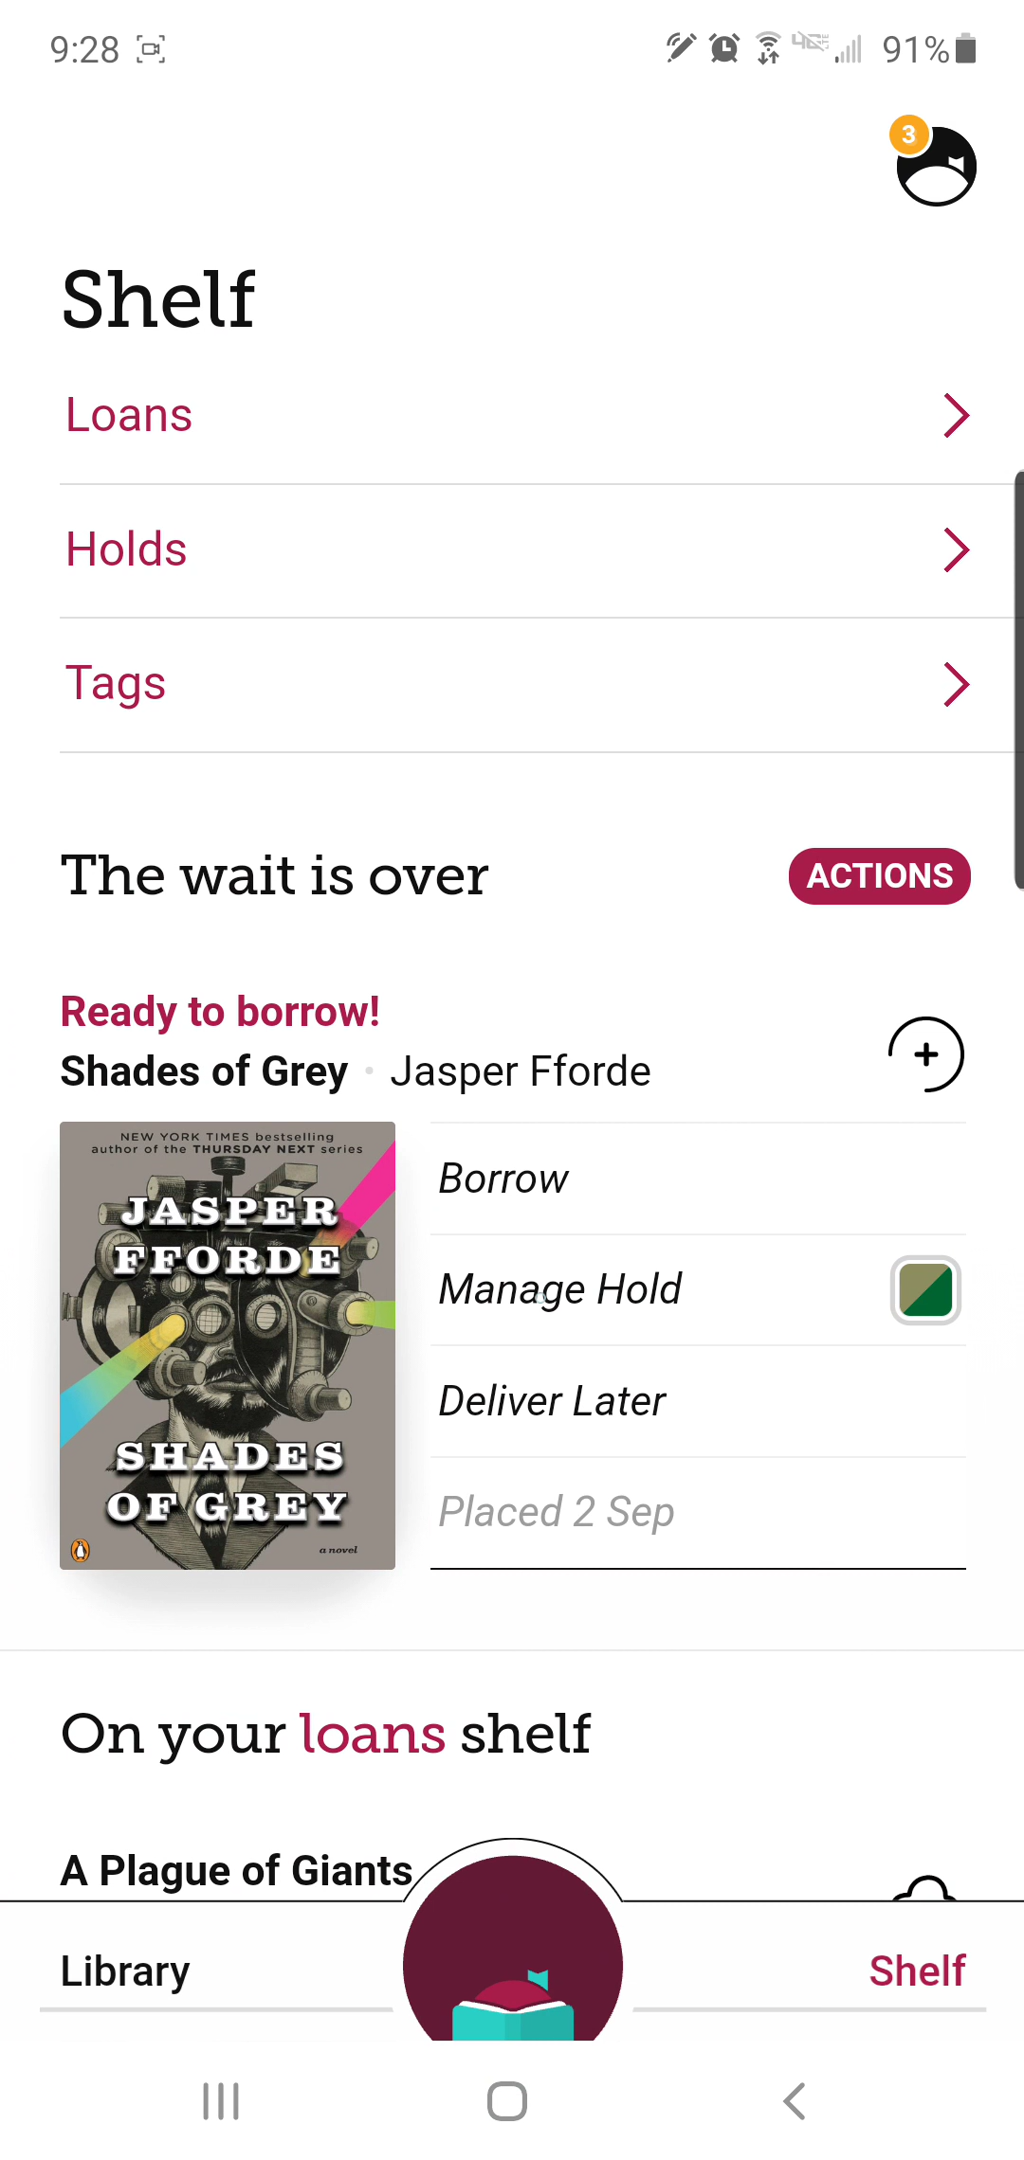 9:28
91%
3
Shelf
Loans
Holds
Tags
The wait is over
ACTIONS
Ready to borrow!
Shades of Grey • Jasper Fforde
NEW YORK TIMES bestselling
author of the THURSDAY NEXT series
JASPER
FFORDE
SHADES
OF GREY
a novel
Borrow
Manage Hold
Deliver Later
Placed 2 Sep
On your loans shelf
A Plague of Giants
Library
Shelf